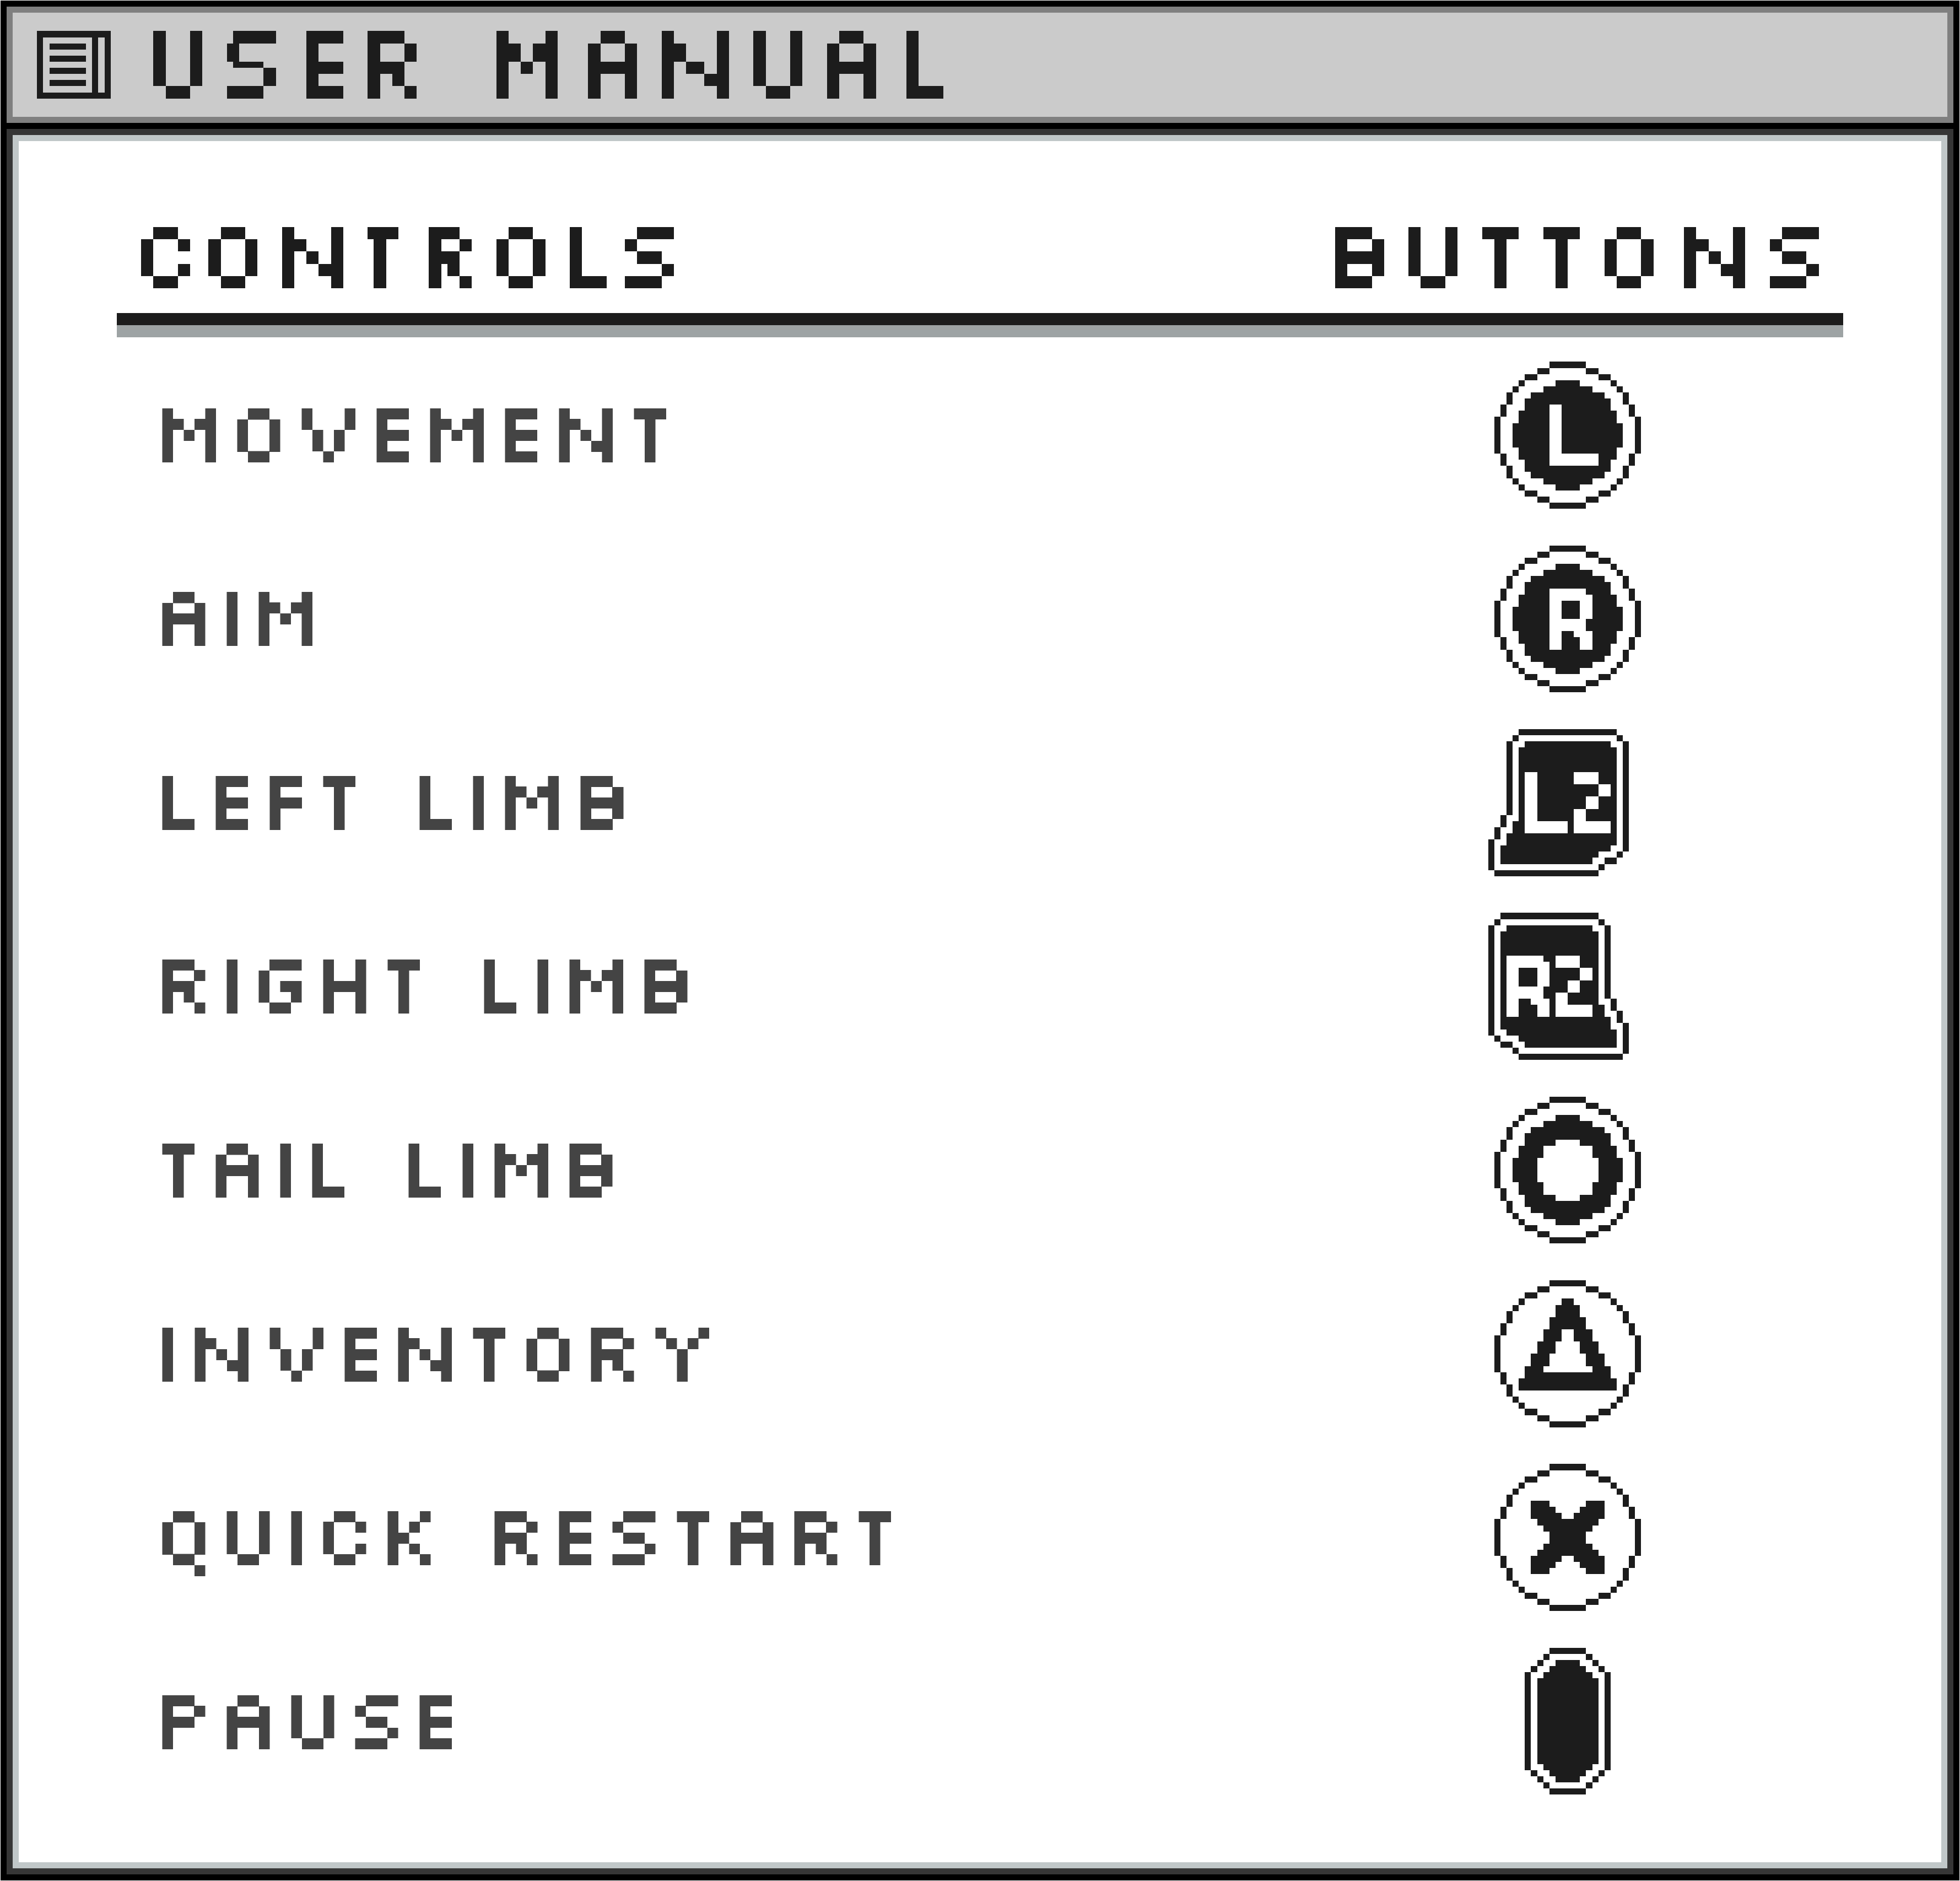 USER MANUAL
CONTROLS BUTTONS
MOVEMENT L
AIM R
LEFT LIMB L2
RIGHT LIMB R2
TAIL LIMB
INVENTORY
QUICK RESTART
PAUSE